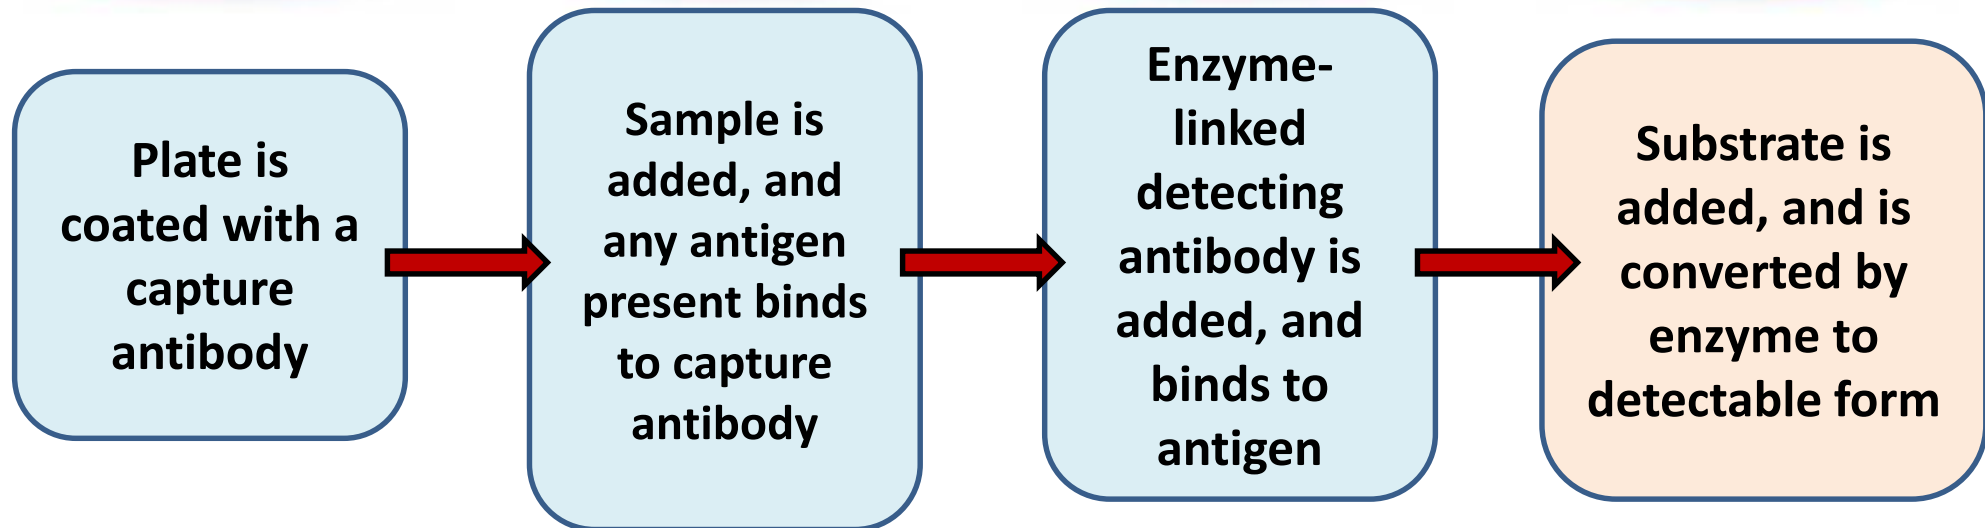 Plate is
coated with a
capture
antibody
Sample is
added, and
any antigen
present binds
to capture
antibody
Enzyme-
linked
detecting
antibody is
added, and
binds to
antigen
Substrate is
added, and is
converted by
enzyme to
detectable form